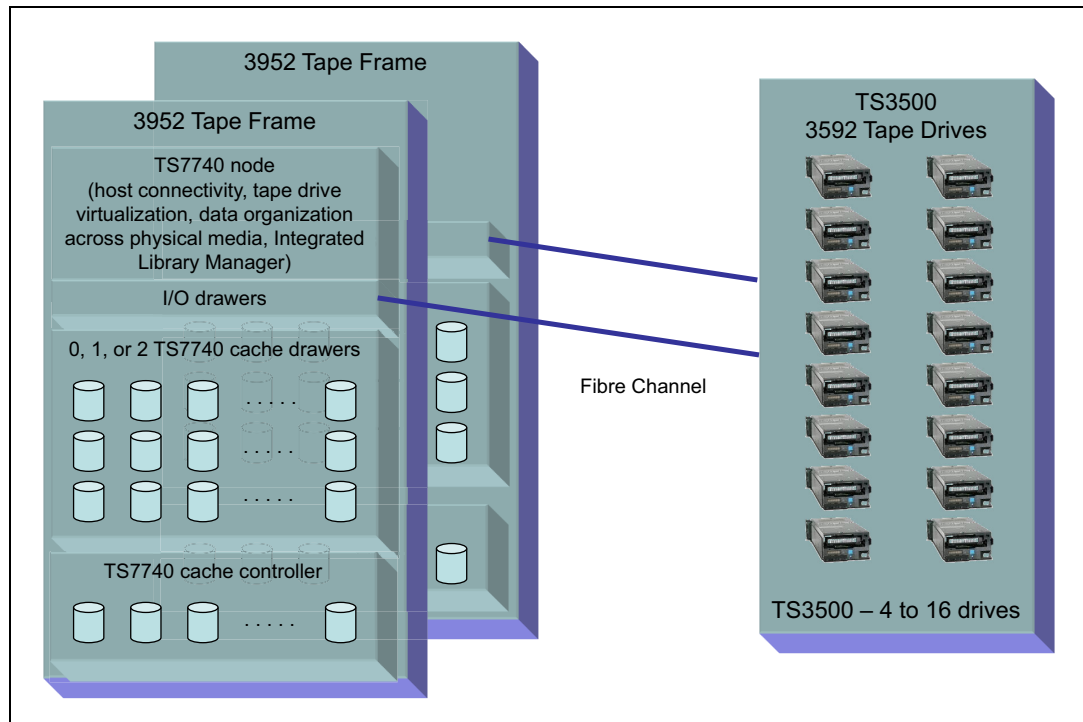 3952 Tape Frame
3952 Tape Frame
TS7740 node
(host connectivity, tape drive
virtualization, data organization
across physical media, Integrated
Library Manager)
I/O drawers
0, 1, or 2 TS7740 cache drawers
. . . . .
. . . . .
. . . . .
TS7740 cache controller
. . . . .
Fibre Channel
TS3500
3592 Tape Drives
TS3500 – 4 to 16 drives